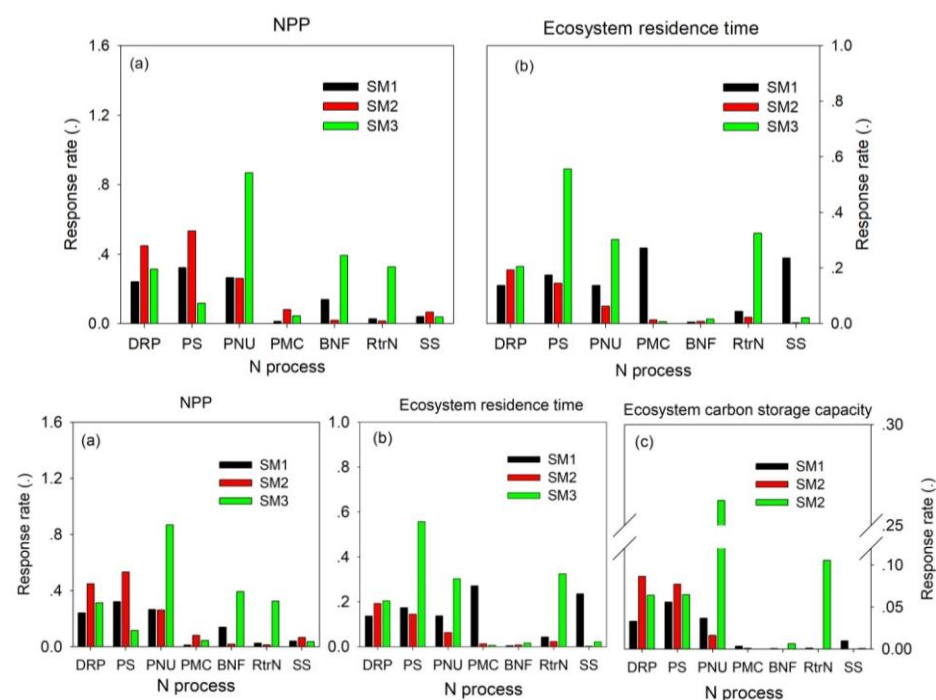 NPP
Ecosystem residence time
1.6
1.2
.8
.4
0.0
Response rate (.)
(a)
SM1
SM2
SM3
DRP PS PNU PMC BNF RtrN SS
N process
(b)
SM1
SM2
SM3
1.0
.8
.6
.4
.2
0.0
Response rate (.)
DRP PS PNU PMC BNF RtrN SS
N process
NPP
1.6
1.2
.8
.4
0.0
Response rate (.)
(a)
SM1
SM2
SM3
DRP PS PNU PMC BNF RtrN SS
N process
Ecosystem residence time
1.0
.8
.6
.4
.2
0.0
(b)
SM1
SM2
SM3
DRP PS PNU PMC BNF RtrN SS
N process
Ecosystem carbon storage capacity
(c)
SM1
SM2
SM2
0.30
.25
0.10
0.05
0.00
Response rate (.)
DRP PS PNU PMC BNF RtrN SS
N process